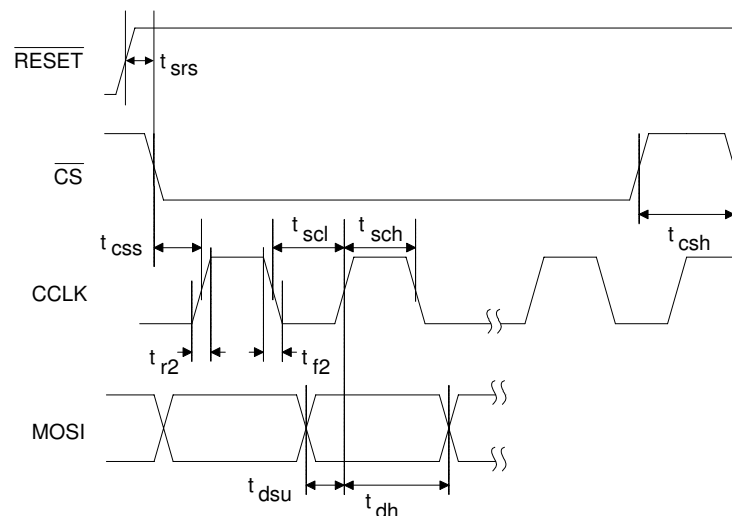 RESET
t srs
CS
t css
t scl
t sch
t csh
CCLK
t r2
t f2
MOSI
t dsu
t dh